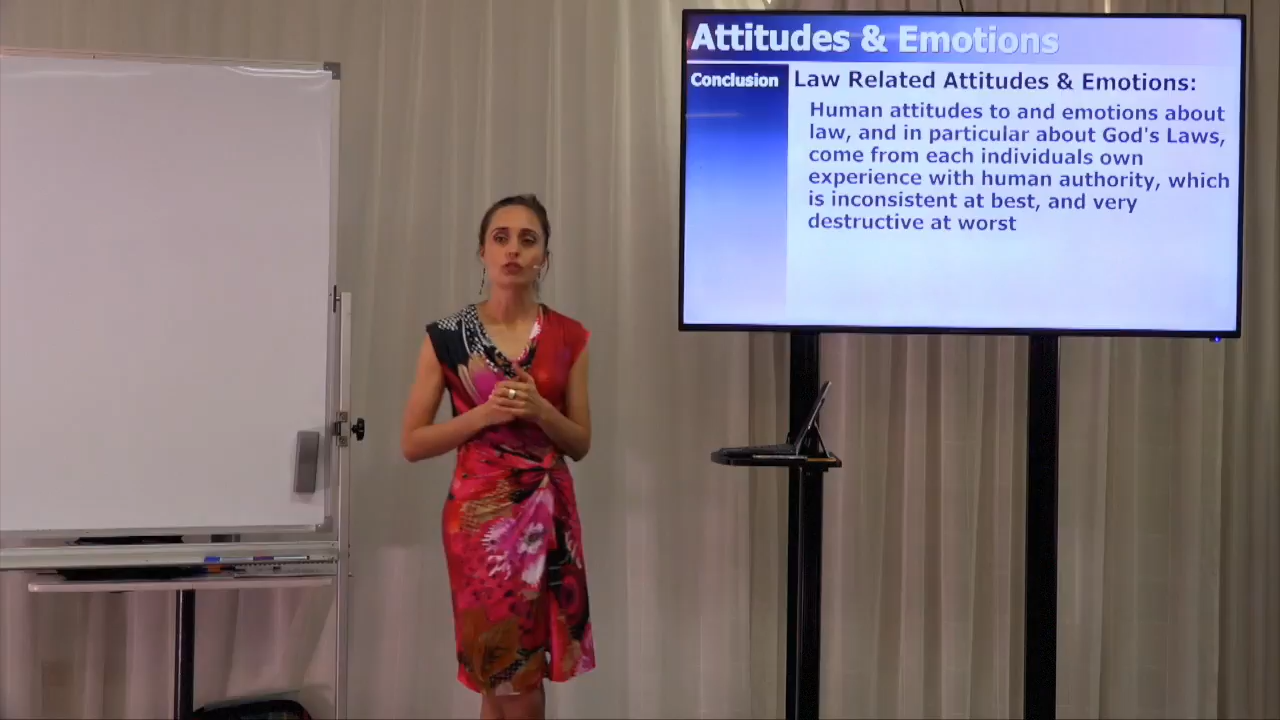 Attitudes & Emotions
Conclusion
Law Related Attitudes & Emotions:
Human attitudes to and emotions about
law, and in particular about God's Laws,
come from each individuals own
experience with human authority, which
is inconsistent at best, and very
destructive at worst